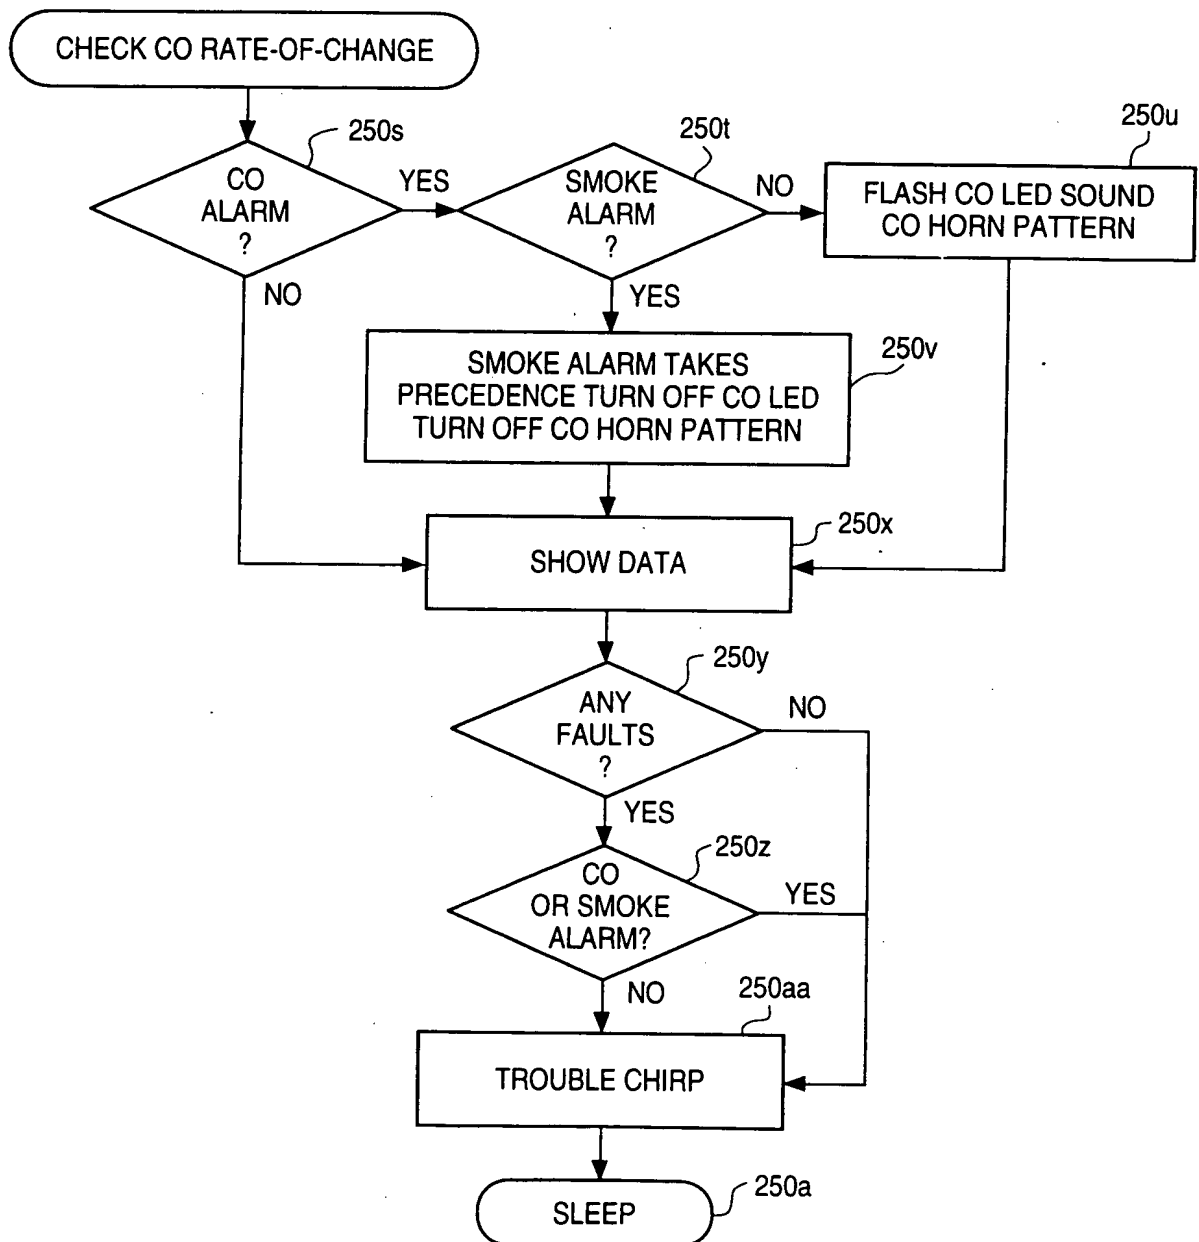 CHECK CO RATE-OF-CHANGE
250s
CO
ALARM
?
YES
NO
250t
SMOKE
ALARM
?
NO
YES
250u
FLASH CO LED SOUND
CO HORN PATTERN
250v
SMOKE ALARM TAKES
PRECEDENCE TURN OFF CO LED
TURN OFF CO HORN PATTERN
250x
SHOW DATA
250y
ANY
FAULTS
?
NO
YES
250z
CO
OR SMOKE
ALARM?
YES
NO
250aa
TROUBLE CHIRP
250a
SLEEP